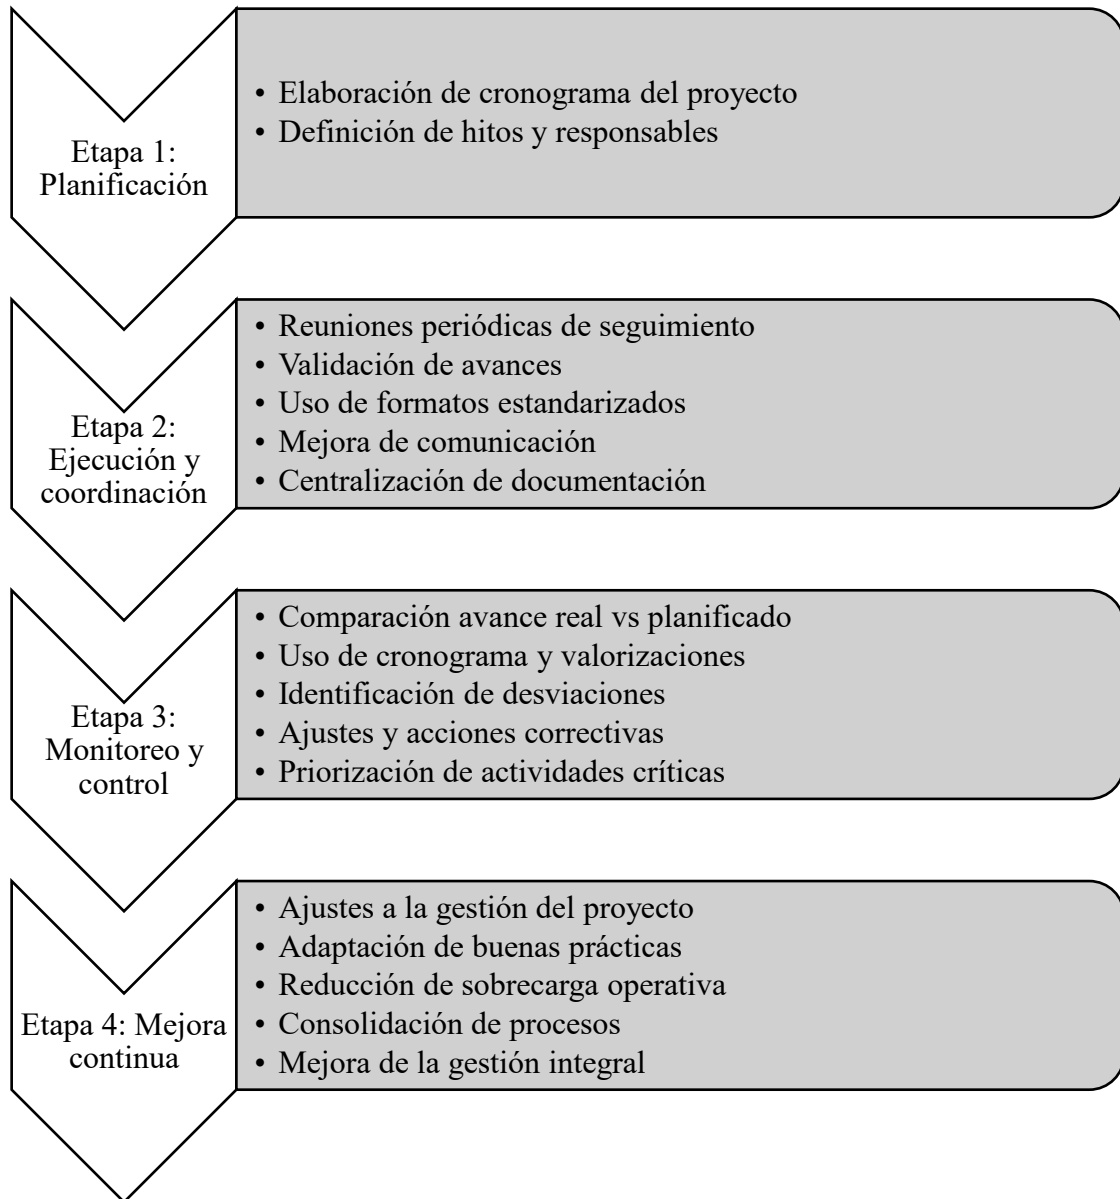 Etapa 1:
Planificación
• Elaboración de cronograma del proyecto
• Definición de hitos y responsables
Etapa 2:
Ejecución y
coordinación
• Reuniones periódicas de seguimiento
• Validación de avances
• Uso de formatos estandarizados
• Mejora de comunicación
• Centralización de documentación
Etapa 3:
Monitoreo y
control
• Comparación avance real vs planificado
• Uso de cronograma y valorizaciones
• Identificación de desviaciones
• Ajustes y acciones correctivas
• Priorización de actividades críticas
Etapa 4: Mejora
continua
• Ajustes a la gestión del proyecto
• Adaptación de buenas prácticas
• Reducción de sobrecarga operativa
• Consolidación de procesos
• Mejora de la gestión integral